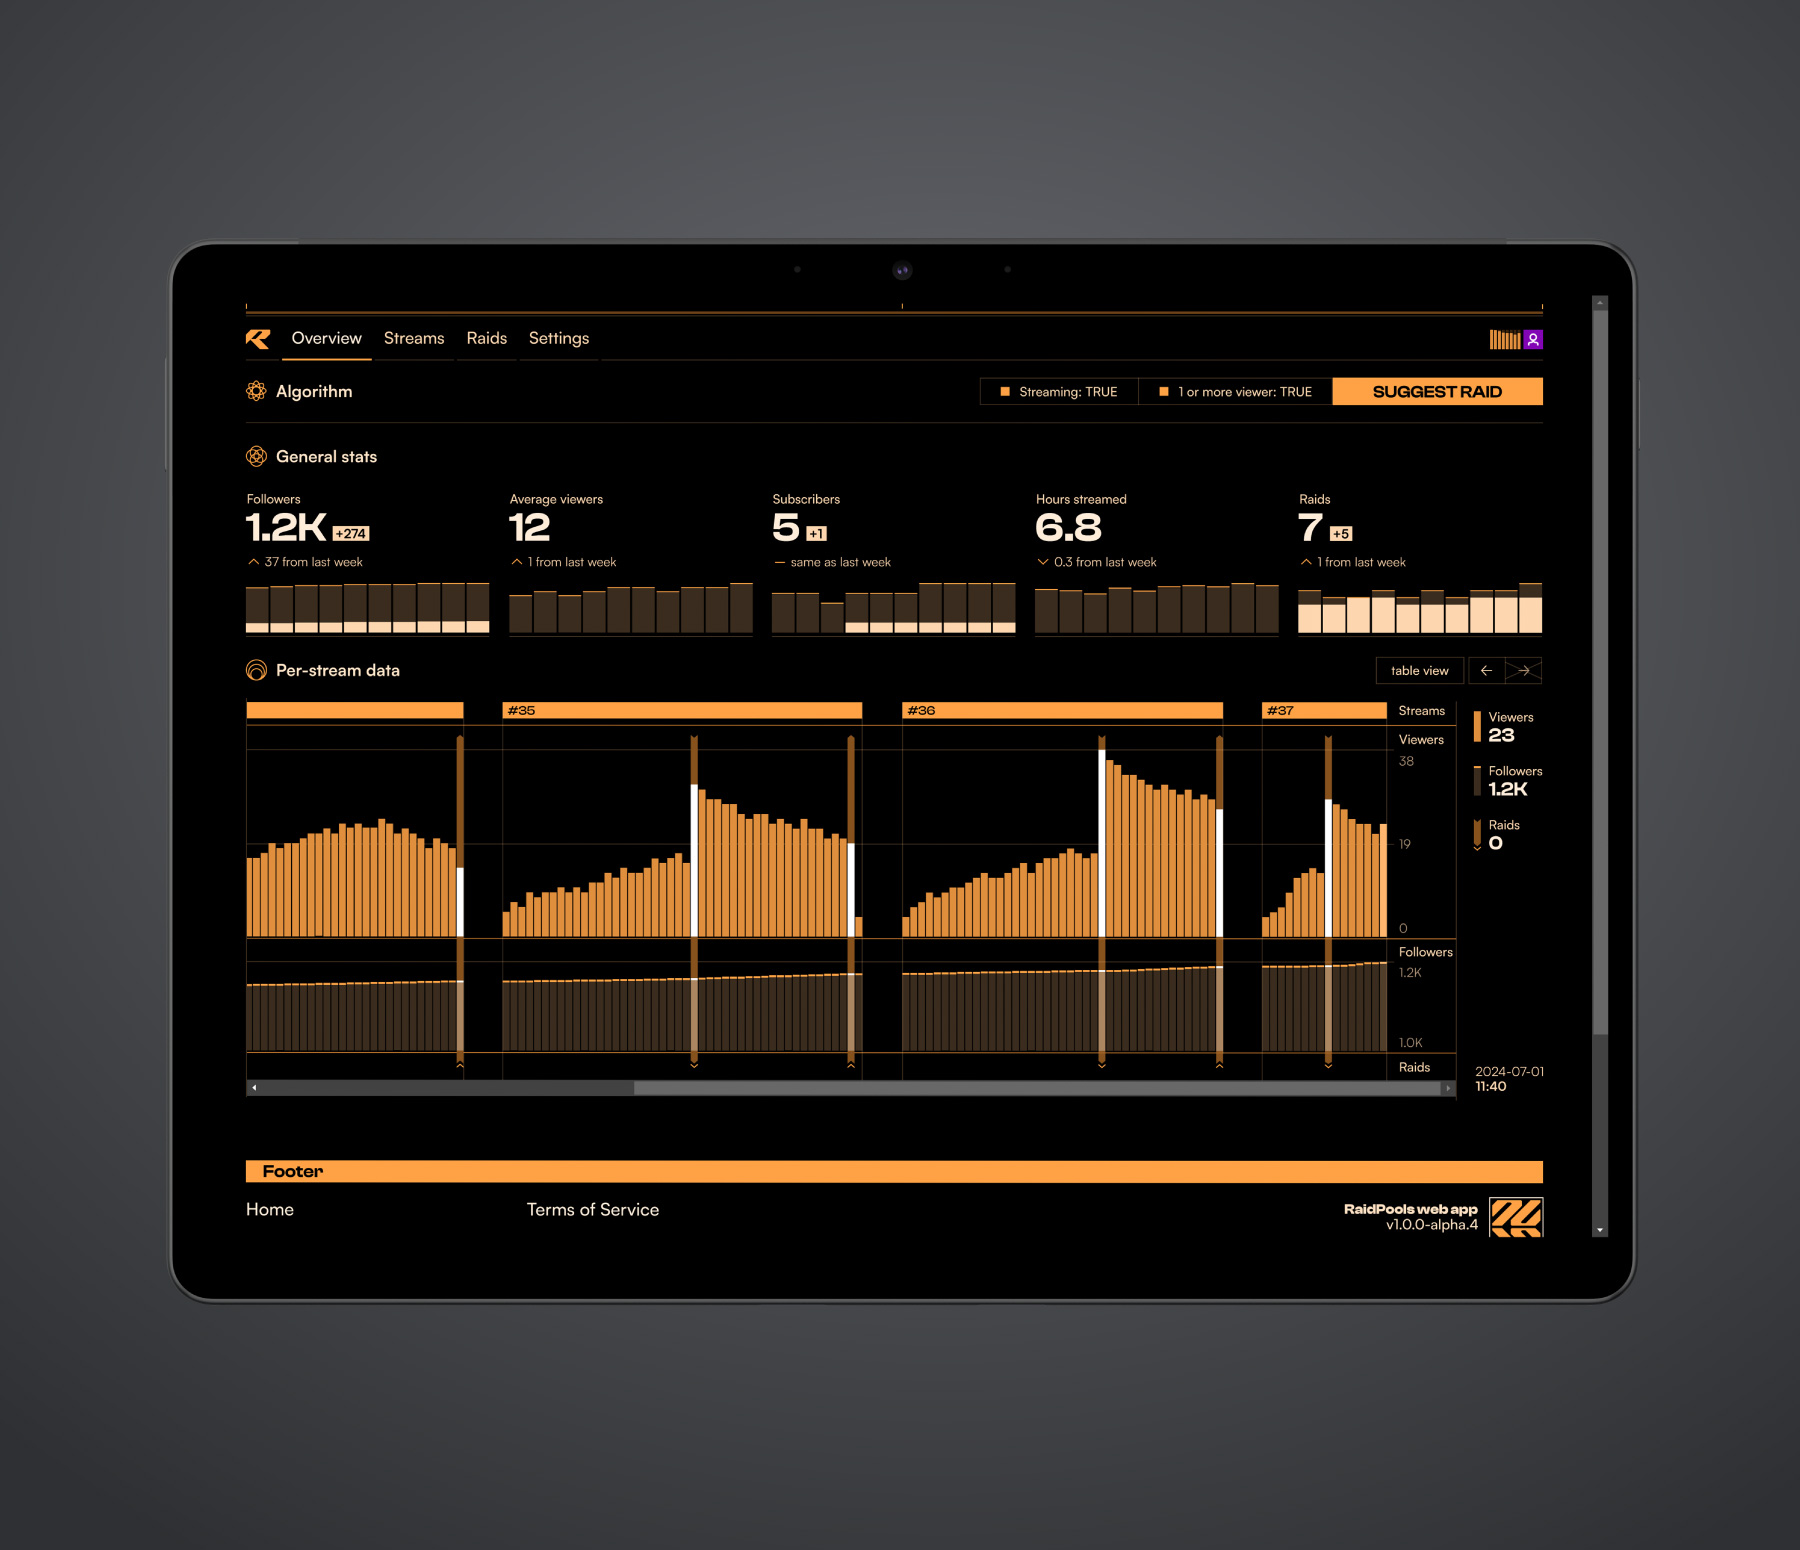 Overview Streams Raids Settings
Algorithm
Streaming: TRUE
1 or more viewer: TRUE
SUGGEST RAID
General stats
Followers
1.2K +274
37 from last week
Average viewers
12
1 from last week
Subscribers
5 +1
same as last week
Hours streamed
6.8
0.3 from last week
Raids
7 +5
1 from last week
Per-stream data
table view
#35
#36
#37
Streams
Viewers
38
19
0
Followers
1.2K
1.0K
Raids
Viewers
23
Followers
1.2K
Raids
0
2024-07-01
11:40
Footer
Home
Terms of Service
RaidPools web app
v1.0.0-alpha.4